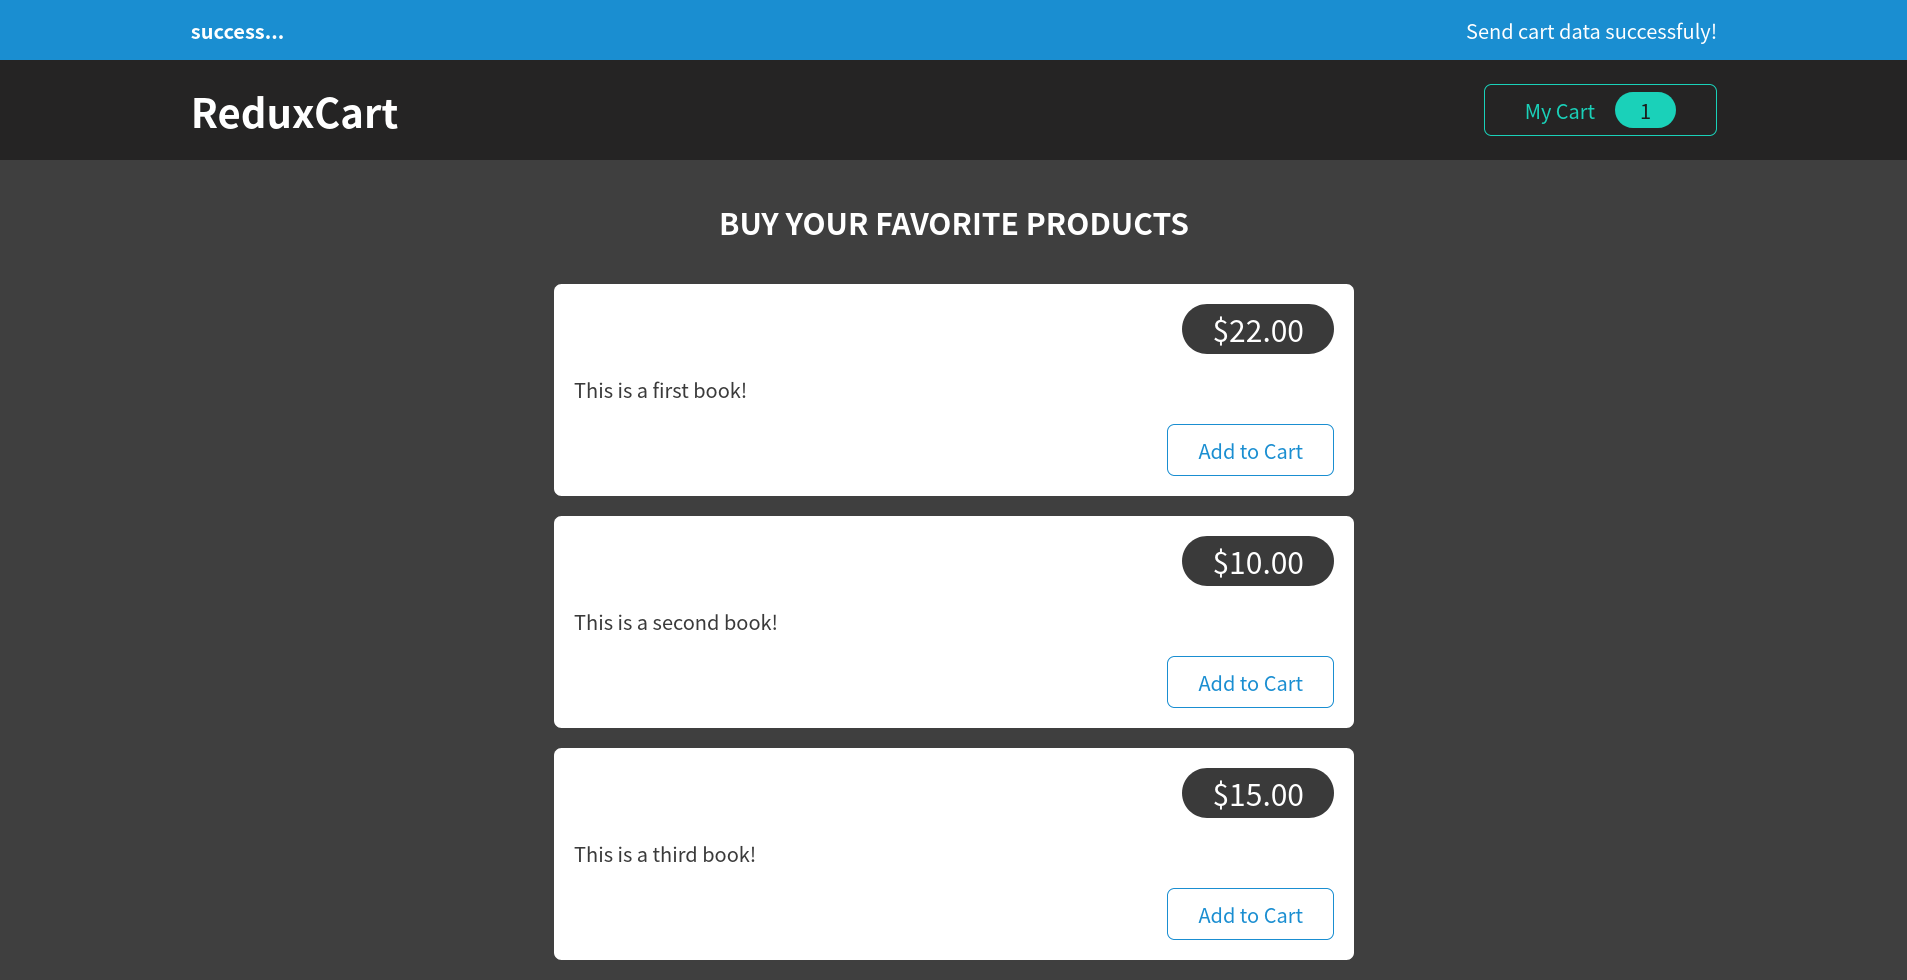 success...
Send cart data successfuly!
ReduxCart
My Cart 1
BUY YOUR FAVORITE PRODUCTS
$22.00
This is a first book!
Add to Cart
$10.00
This is a second book!
Add to Cart
$15.00
This is a third book!
Add to Cart